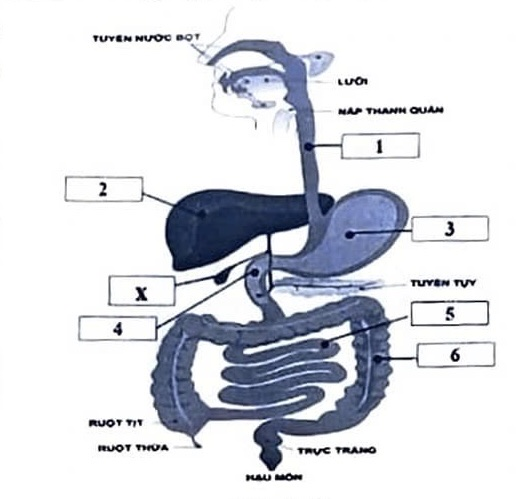 TUYẾN NƯỚC BỌT
LƯỠI
NẮP THANH QUẢN
1
2
3
X
TUYẾN TỤY
4
5
6
RUỘT TỊT
RUỘT THỪA
TRỰC TRÀNG
HẬU MÔN